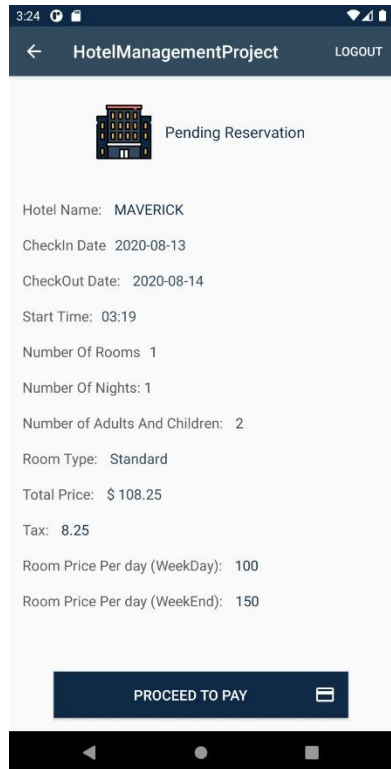 3:24
HotelManagementProject LOGOUT
Pending Reservation
Hotel Name: MAVERICK
CheckIn Date 2020-08-13
CheckOut Date: 2020-08-14
Start Time: 03:19
Number Of Rooms 1
Number Of Nights: 1
Number of Adults And Children: 2
Room Type: Standard
Total Price: $ 108.25
Tax: 8.25
Room Price Per day (WeekDay): 100
Room Price Per day (WeekEnd): 150
PROCEED TO PAY